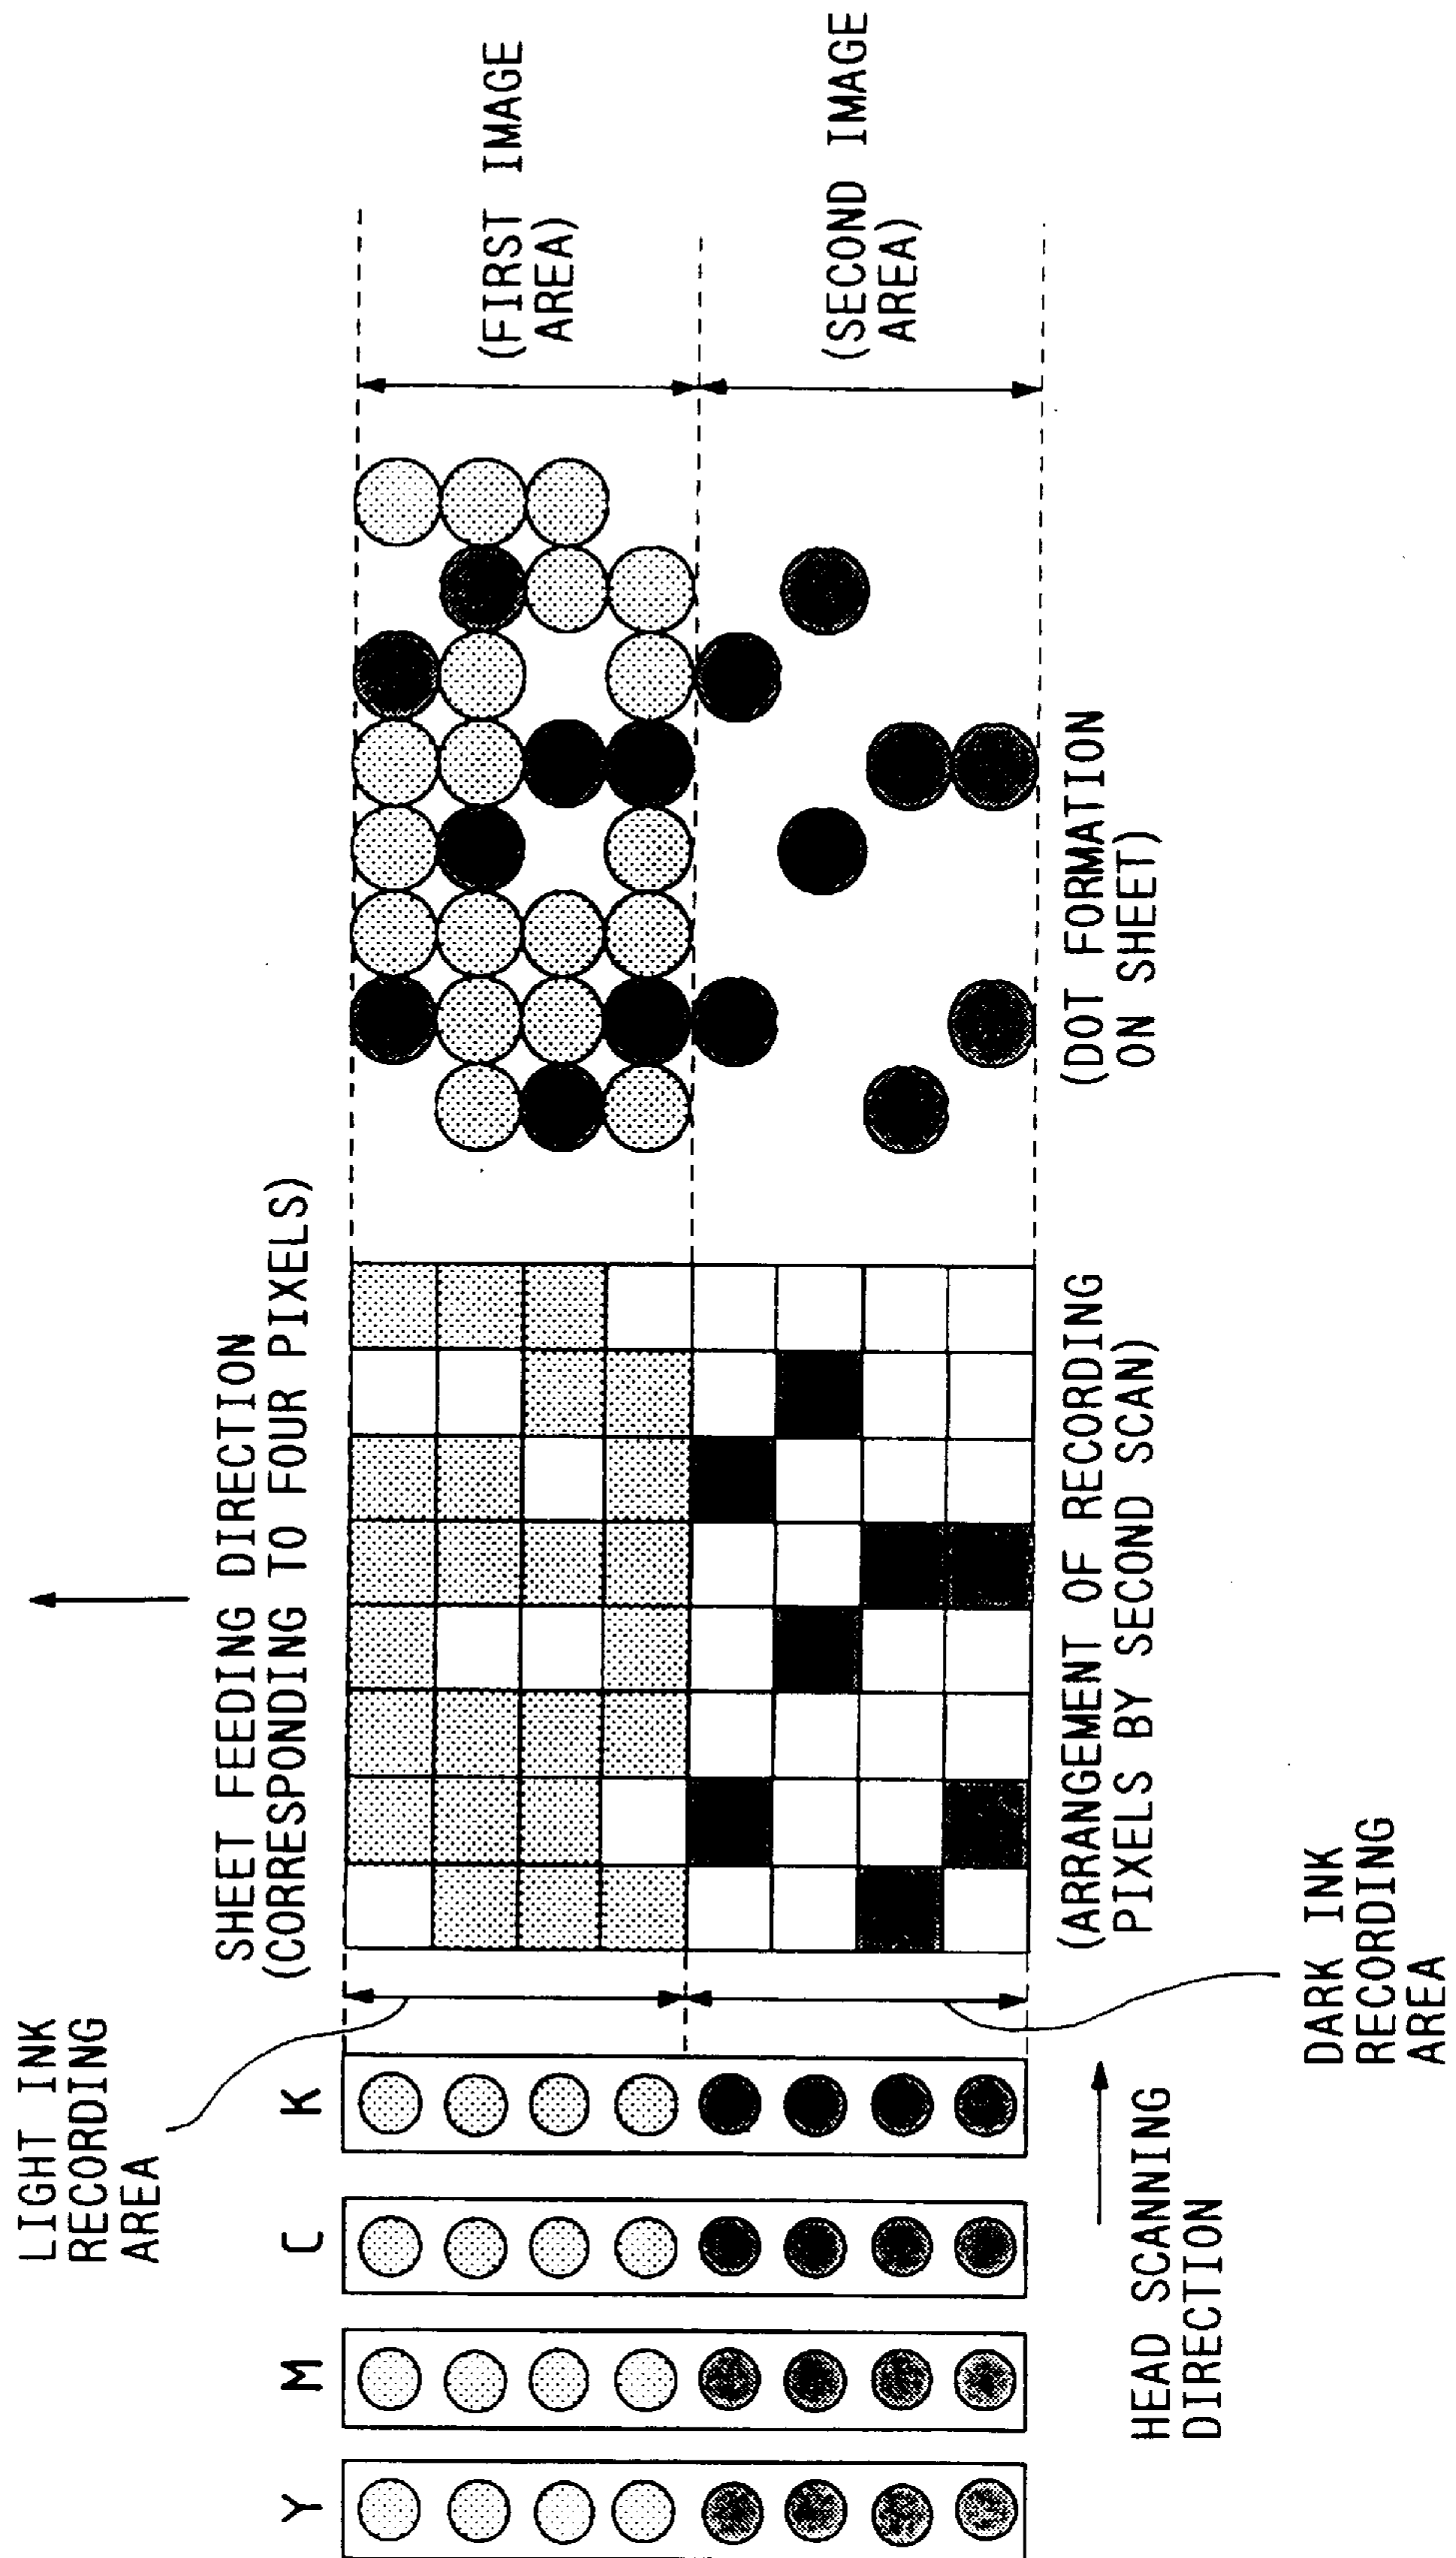 LIGHT INK
RECORDING
AREA
SHEET FEEDING DIRECTION
(CORRESPONDING TO FOUR PIXELS)
Y
M
C
K
(FIRST IMAGE
AREA)
(SECOND IMAGE
AREA)
HEAD SCANNING
DIRECTION
DARK INK
RECORDING
AREA
(ARRANGEMENT OF RECORDING
PIXELS BY SECOND SCAN)
(DOT FORMATION
ON SHEET)